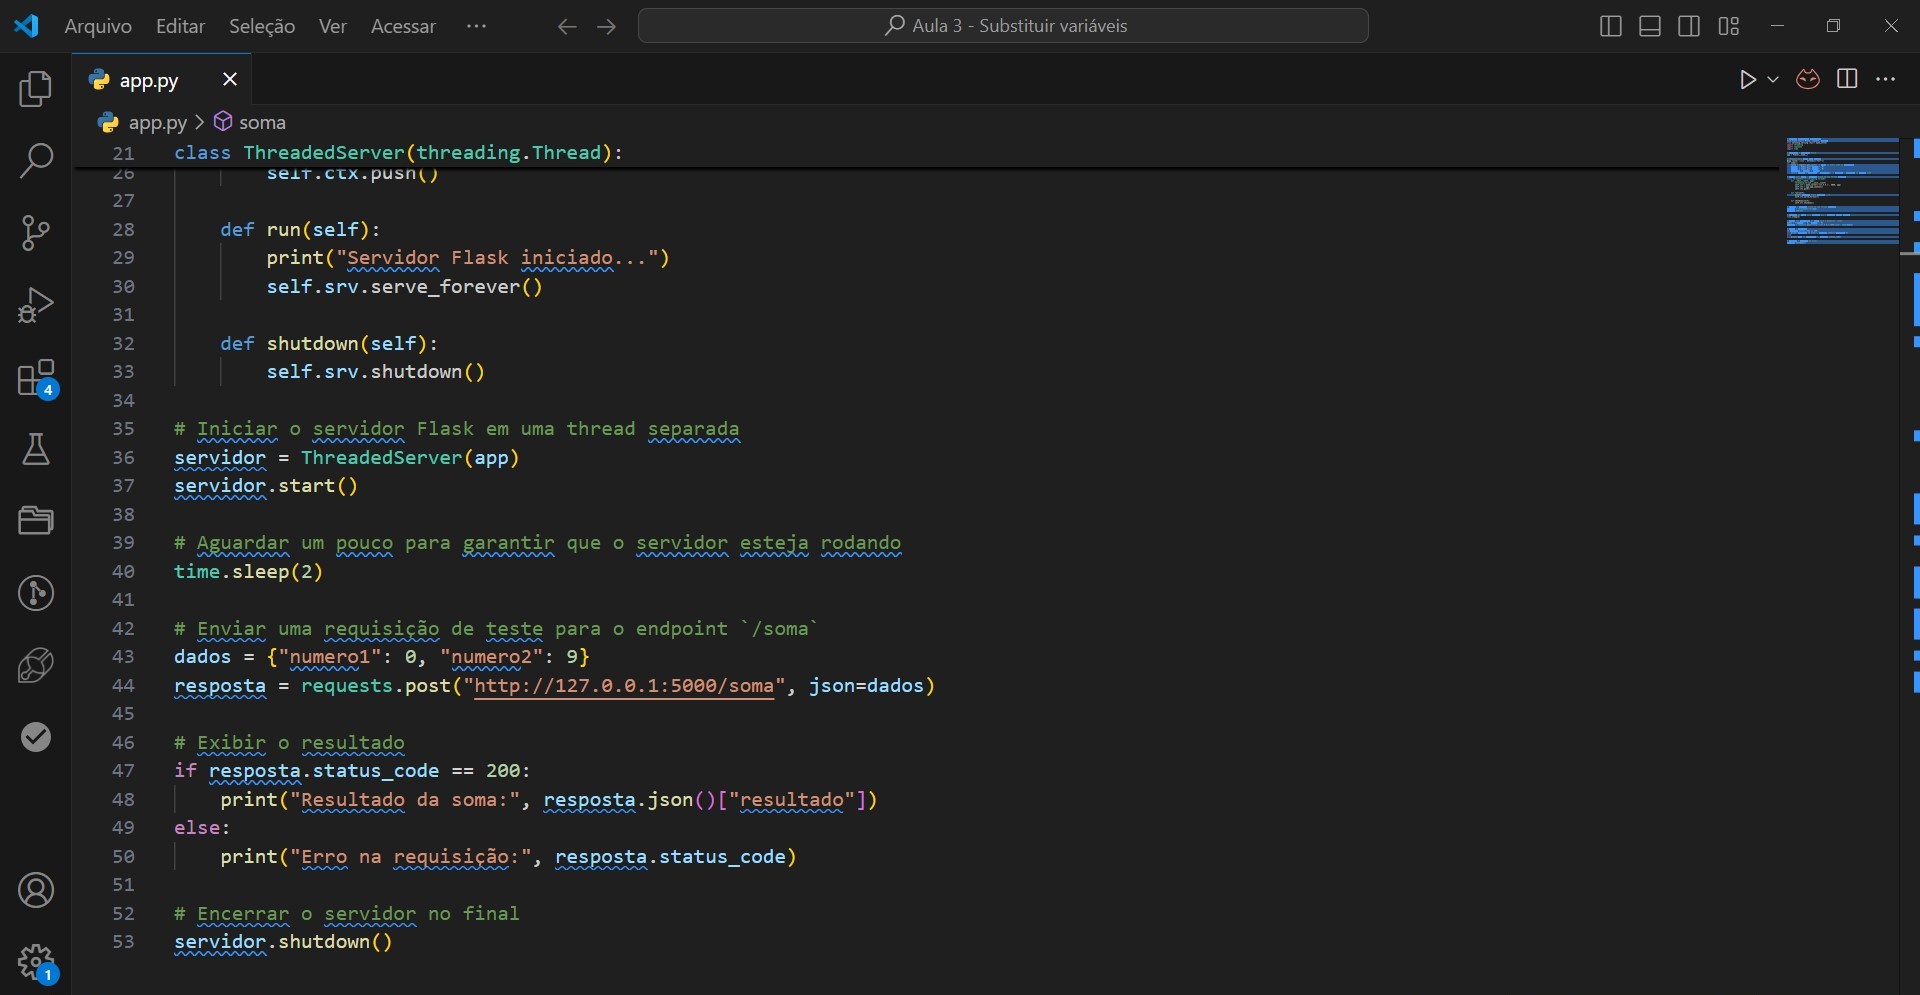 Arquivo Editar Seleção Ver Acessar ··· Aula 3 - Substituir variáveis
app.py
app.py > soma
21 class ThreadedServer(threading.Thread):
26 self.ctx.push()
27
28 def run(self):
29 print("Servidor Flask iniciado...")
30 self.srv.serve_forever()
31
32 def shutdown(self):
33 self.srv.shutdown()
34
35 # Iniciar o servidor Flask em uma thread separada
36 servidor = ThreadedServer(app)
37 servidor.start()
38
39 # Aguardar um pouco para garantir que o servidor esteja rodando
40 time.sleep(2)
41
42 # Enviar uma requisição de teste para o endpoint `/soma`
43 dados = {"numero1": 0, "numero2": 9}
44 resposta = requests.post("http://127.0.0.1:5000/soma", json=dados)
45
46 # Exibir o resultado
47 if resposta.status_code == 200:
48 print("Resultado da soma:", resposta.json()["resultado"])
49 else:
50 print("Erro na requisição:", resposta.status_code)
51
52 # Encerrar o servidor no final
53 servidor.shutdown()
4
1